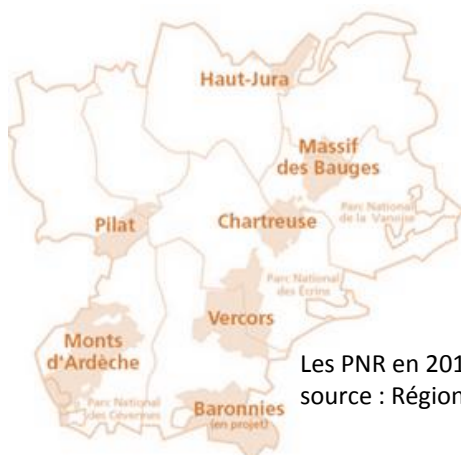 Haut-Jura
Massif
des Bauges
Parc National
de la Vanoise
Pilat
Chartreuse
Parc National
des Écrins
Vercors
Monts
d'Ardèche
Les PNR en 201
source : Région
Parc National
des Cévennes
Baronnies
(en projet)